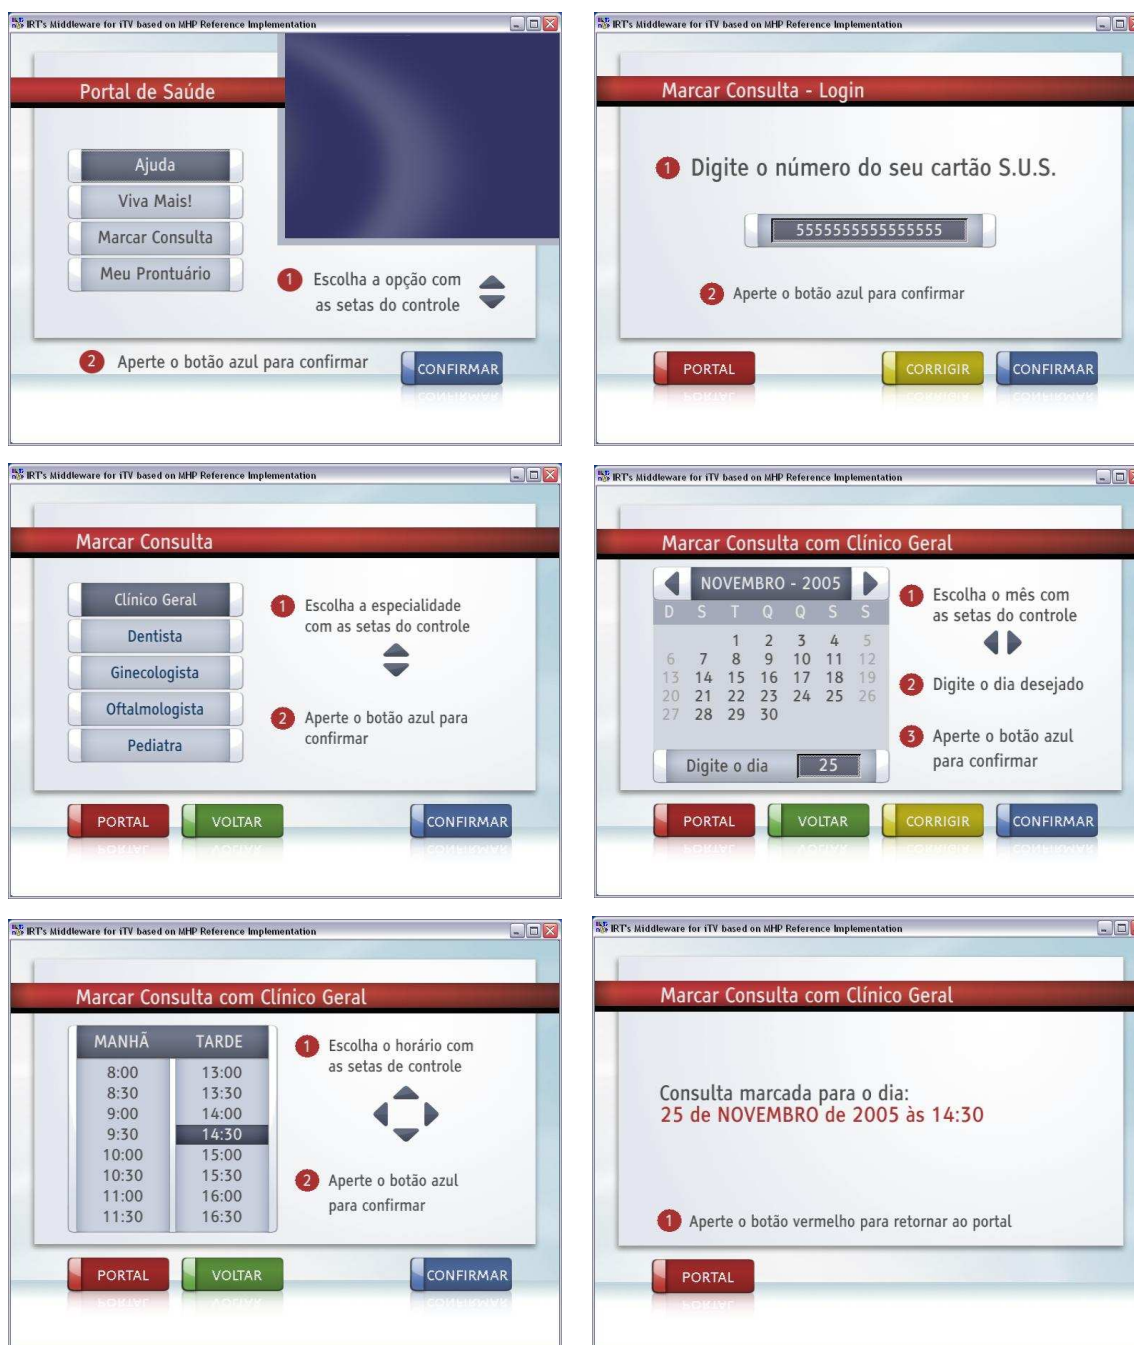 IRT's Middleware for iTV based on MHP Reference Implementation
Portal de Saúde
Ajuda
Viva Mais!
Marcar Consulta
Meu Prontuário
1 Escolha a opção com
as setas do controle
2 Aperte o botão azul para confirmar
CONFIRMAR
IRT's Middleware for iTV based on MHP Reference Implementation
Marcar Consulta - Login
1 Digite o número do seu cartão S.U.S.
5555555555555555
2 Aperte o botão azul para confirmar
PORTAL CORRIGIR CONFIRMAR
IRT's Middleware for iTV based on MHP Reference Implementation
Marcar Consulta
Clínico Geral
Dentista
Ginecologista
Oftalmologista
Pediatra
1 Escolha a especialidade
com as setas do controle
2 Aperte o botão azul para
confirmar
PORTAL VOLTAR CONFIRMAR
IRT's Middleware for iTV based on MHP Reference Implementation
Marcar Consulta com Clínico Geral
NOVEMBRO - 2005
D S T Q Q S S
1 2 3 4 5
6 7 8 9 10 11 12
13 14 15 16 17 18 19
20 21 22 23 24 25 26
27 28 29 30
Digite o dia 25
1 Escolha o mês com
as setas do controle
2 Digite o dia desejado
3 Aperte o botão azul
para confirmar
PORTAL VOLTAR CORRIGIR CONFIRMAR
IRT's Middleware for iTV based on MHP Reference Implementation
Marcar Consulta com Clínico Geral
MANHÃ TARDE
8:00 13:00
8:30 13:30
9:00 14:00
9:30 14:30
10:00 15:00
10:30 15:30
11:00 16:00
11:30 16:30
1 Escolha o horário com
as setas de controle
2 Aperte o botão azul
para confirmar
PORTAL VOLTAR CONFIRMAR
IRT's Middleware for iTV based on MHP Reference Implementation
Marcar Consulta com Clínico Geral
Consulta marcada para o dia:
25 de NOVEMBRO de 2005 às 14:30
1 Aperte o botão vermelho para retornar ao portal
PORTAL